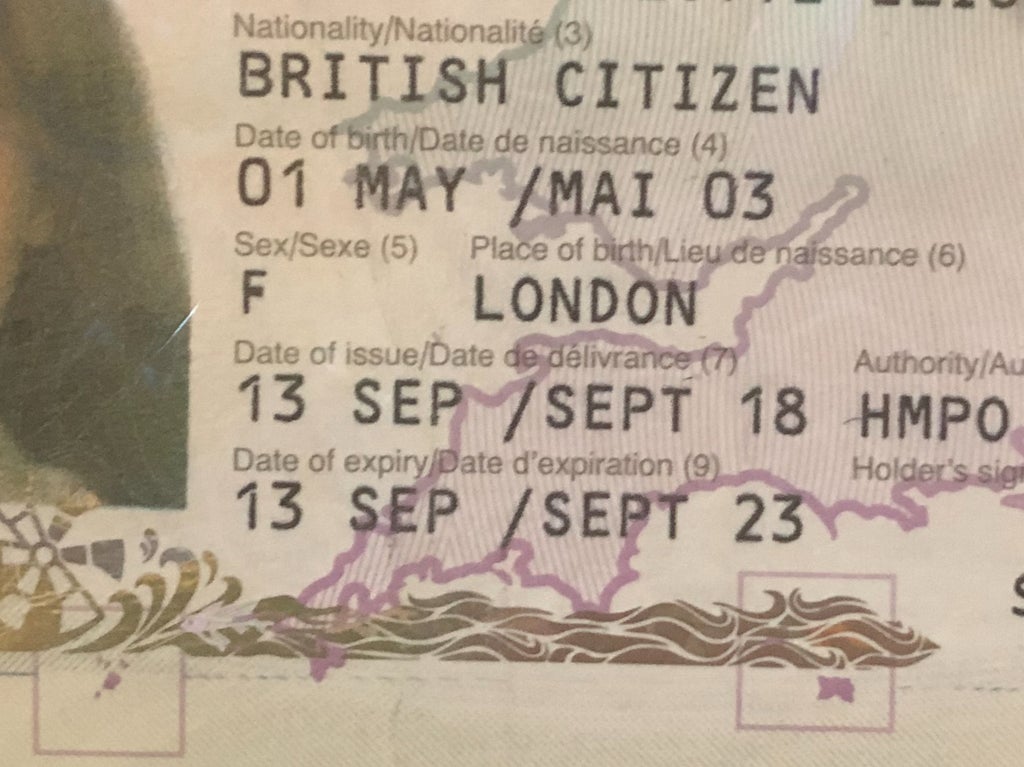 Nationality/Nationalité (3)
BRITISH CITIZEN
Date of birth/Date de naissance (4)
01 MAY /MAI 03
Sex/Sexe (5) Place of birth/Lieu de naissance (6)
F LONDON
Date of issue/Date de délivrance (7) Authority/Au
13 SEP /SEPT 18 HMPO
Date of expiry/Date d'expiration (9) Holder's sig
13 SEP /SEPT 23